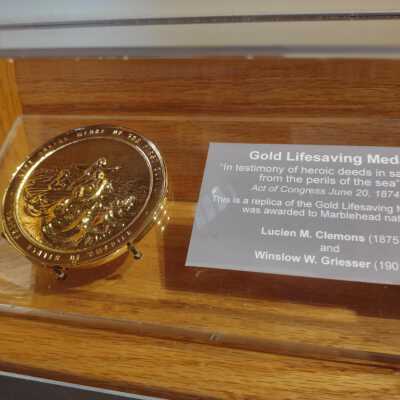 Gold Lifesaving Meda
"In testimony of heroic deeds in sa
from the perils of the sea"
Act of Congress June 20, 1874
This is a replica of the Gold Lifesaving M
was awarded to Marblehead nat
Lucien M. Clemons (1875
and
Winslow W. Griesser (190